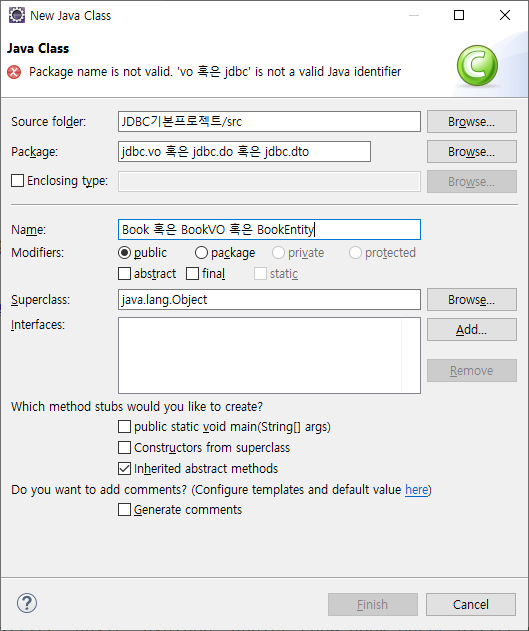 New Java Class
Java Class
Package name is not valid. 'vo 혹은 jdbc' is not a valid Java identifier
Source folder: JDBC기본프로젝트/src Browse...
Package: jdbc.vo 혹은 jdbc.do 혹은 jdbc.dto Browse...
Enclosing type: Browse...
Name: Book 혹은 BookVO 혹은 BookEntity
Modifiers: public package private protected
abstract final static
Superclass: java.lang.Object Browse...
Interfaces: Add...
Remove
Which method stubs would you like to create?
public static void main(String[] args)
Constructors from superclass
Inherited abstract methods
Do you want to add comments? (Configure templates and default value here)
Generate comments
? Finish Cancel